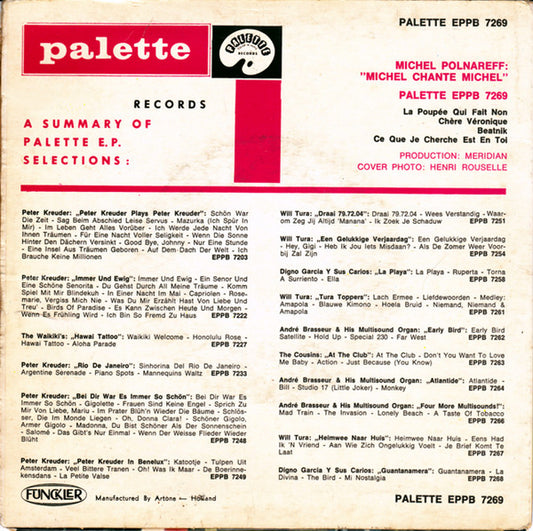 PALETTE EPPB 7269
palette
PALETTE
RECORDS
MICHEL POLNAREFF:
"MICHEL CHANTE MICHEL"
PALETTE EPPB 7269
La Poupée Qui Fait Non
Chère Véronique
Beatnik
Ce Que Je Cherche Est En Toi
PRODUCTION: MERIDIAN
COVER PHOTO: HENRI ROUSELLE
RECORDS
A SUMMARY OF
PALETTE E.P.
SELECTIONS:
Peter Kreuder: „Peter Kreuder Plays Peter Kreuder": Schön War
Die Zeit - Sag Beim Abschied Leise Servus - Mazurka (Ich Spür In
Mir) - Im Leben Geht Alles Vorüber - Ich Werde Jede Nacht Von
Ihnen Träumen - Für Eine Nacht Voller Seligkeit - Wenn Die Sonne
Hinter Den Dächern Versinkt - Good Bye, Johnny - Nur Eine Stunde
- Eine Insel Aus Träumen Geboren - Auf Dem Dach Der Welt - Ich
Brauche Keine Millionen EPPB 7203
Peter Kreuder: „Immer Und Ewig": Immer Und Ewig - Ein Senor Und
Eine Schöne Senorita - Du Gehst Durch All Meine Träume - Komm
Spiel Mit Mir Blindekuh - In Einer Nacht Im Mai - Capriolen - Rose-
marie, Vergiss Mich Nie - Was Du Mir Erzählt Hast Von Liebe Und
Treu' - Birds Of Paradise - Es Kann Zwischen Heute Und Morgen -
Wenn Es Frühling Wird - Ich Bin So Fremd Zu Haus EPPB 7222
The Waikiki's: „Hawai Tattoo": Waikiki Welcome - Honolulu Rose -
Hawai Tattoo - Aloha Parade EPPB 7227
Peter Kreuder: „Rio De Janeiro": Sinhorina Del Rio De Janeiro -
Argentine Serenade - Piano Spots - Mannequins Waltz EPPB 7233
Peter Kreuder: „Bei Dir War Es Immer So Schön": Bei Dir War Es
Immer So Schön - Gigolette - Frauen Sind Keine Engel - Sprich Zu
Mir Von Liebe, Mariu - Im Prater Blüh'n Wieder Die Bäume - Schlös-
ser, Die Im Monde Liegen - Oh, Donna Clara! - Schöner Gigolo,
Armer Gigolo - Madonna, Du Bist Schöner Als Der Sonnenschein
- Salomé - Das Gibt's Nur Einmal - Wenn Der Weisse Flieder Wieder
Blüht EPPB 7248
Peter Kreuder: „Peter Kreuder In Benelux": Katootje - Tulpen Uit
Amsterdam - Veel Bittere Tranen - Oh! Was Ik Maar - De Boerinne-
kensdans - La Petite Valse EPPB 7249
Will Tura: „Draai 79.72.04": Draai 79.72.04 - Wees Verstandig - Waar-
om Zeg Jij Altijd 'Manana' - Ik Zoek Je Schaduw EPPB 7251
Will Tura: „Een Gelukkige Verjaardag": Een Gelukkige Verjaardag
- Hey, Gigi - Heb Ik Jou Iets Misdaan? - Als De Zomer Weer Voor-
bij Zal Zijn EPPB 7254
Digno Garcia Y Sus Carios: „La Playa": La Playa - Ruperta - Torna
A Surriento - Ella EPPB 7258
Will Tura: „Tura Toppers": Lach Ermee - Liefdewoorden - Medley:
Amapola - Blauwe Kimono - Hoela Bruid - Niemand, Niemand &
Amapola EPPB 7261
André Brasseur & His Multisound Organ: „Early Bird": Early Bird
Satellite - Hold Up - Special 230 - Far West EPPB 7262
The Cousins: „At The Club": At The Club - Don't You Want To Love
Me Baby - Action - Just Because (You Know) EPPB 7263
André Brasseur & His Multisound Organ: „Atlantide": Atlantide -
Bill - Studio 17 (Little Joker) - Monkey EPPB 7264
André Brasseur & His Multisound Organ: „Four More Multisounds!":
Mad Train - The Invasion - Lonely Beach - A Taste Of Tobacco
EPPB 7266
Will Tura: „Heimwee Naar Huis": Heimwee Naar Huis - Eens Had
Ik 'N Vriend - Aan Wie Zich Ongelukkig Voelt - Je Brief Komt Te
Laat EPPB 7267
Digno Garcia Y Sus Carios: „Guantanamera": Guantanamera - La
Divina - The Bird - Mi Nostalgia EPPB 7268
FUNCKLER
Manufactured By Artone - Holland
PALETTE EPPB 7269